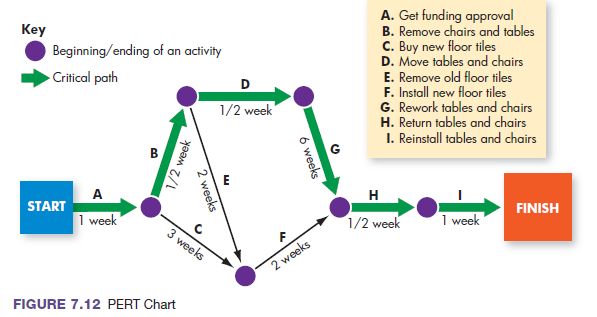 Key
Beginning/ending of an activity
Critical path
A. Get funding approval
B. Remove chairs and tables
C. Buy new floor tiles
D. Move tables and chairs
E. Remove old floor tiles
F. Install new floor tiles
G. Rework tables and chairs
H. Return tables and chairs
I. Reinstall tables and chairs
D
1/2 week
B
1/2 week
E
2 weeks
G
6 weeks
START
A
1 week
C
3 weeks
F
2 weeks
H
1/2 week
I
1 week
FINISH
FIGURE 7.12 PERT Chart